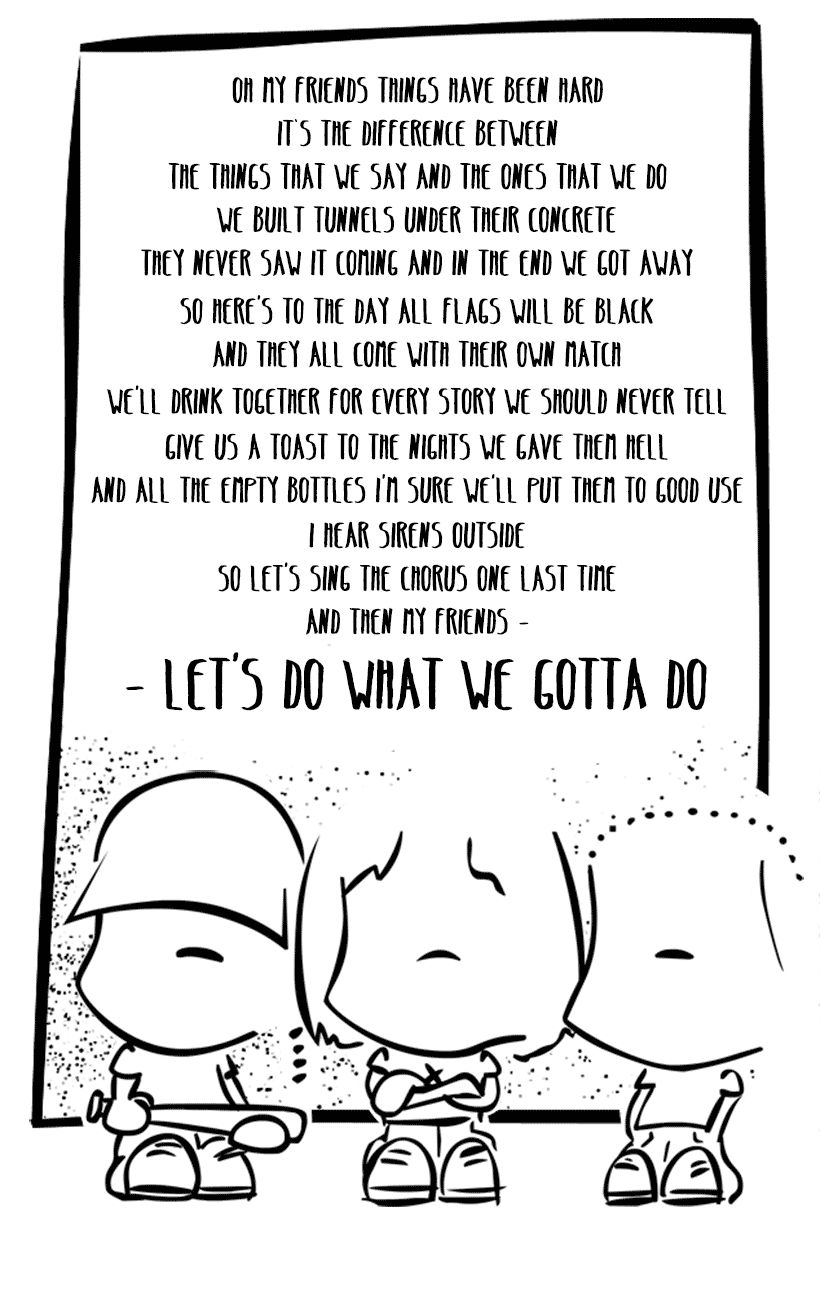 OH MY FRIENDS THINGS HAVE BEEN HARD
IT'S THE DIFFERENCE BETWEEN
THE THINGS THAT WE SAY AND THE ONES THAT WE DO
WE BUILT TUNNELS UNDER THEIR CONCRETE
THEY NEVER SAW IT COMING AND IN THE END WE GOT AWAY
SO HERE'S TO THE DAY ALL FLAGS WILL BE BLACK
AND THEY ALL COME WITH THEIR OWN MATCH
WE'LL DRINK TOGETHER FOR EVERY STORY WE SHOULD NEVER TELL
GIVE US A TOAST TO THE NIGHTS WE GAVE THEM HELL
AND ALL THE EMPTY BOTTLES I'M SURE WE'LL PUT THEM TO GOOD USE
I HEAR SIRENS OUTSIDE
SO LET'S SING THE CHORUS ONE LAST TIME
AND THEN MY FRIENDS -
- LET'S DO WHAT WE GOTTA DO